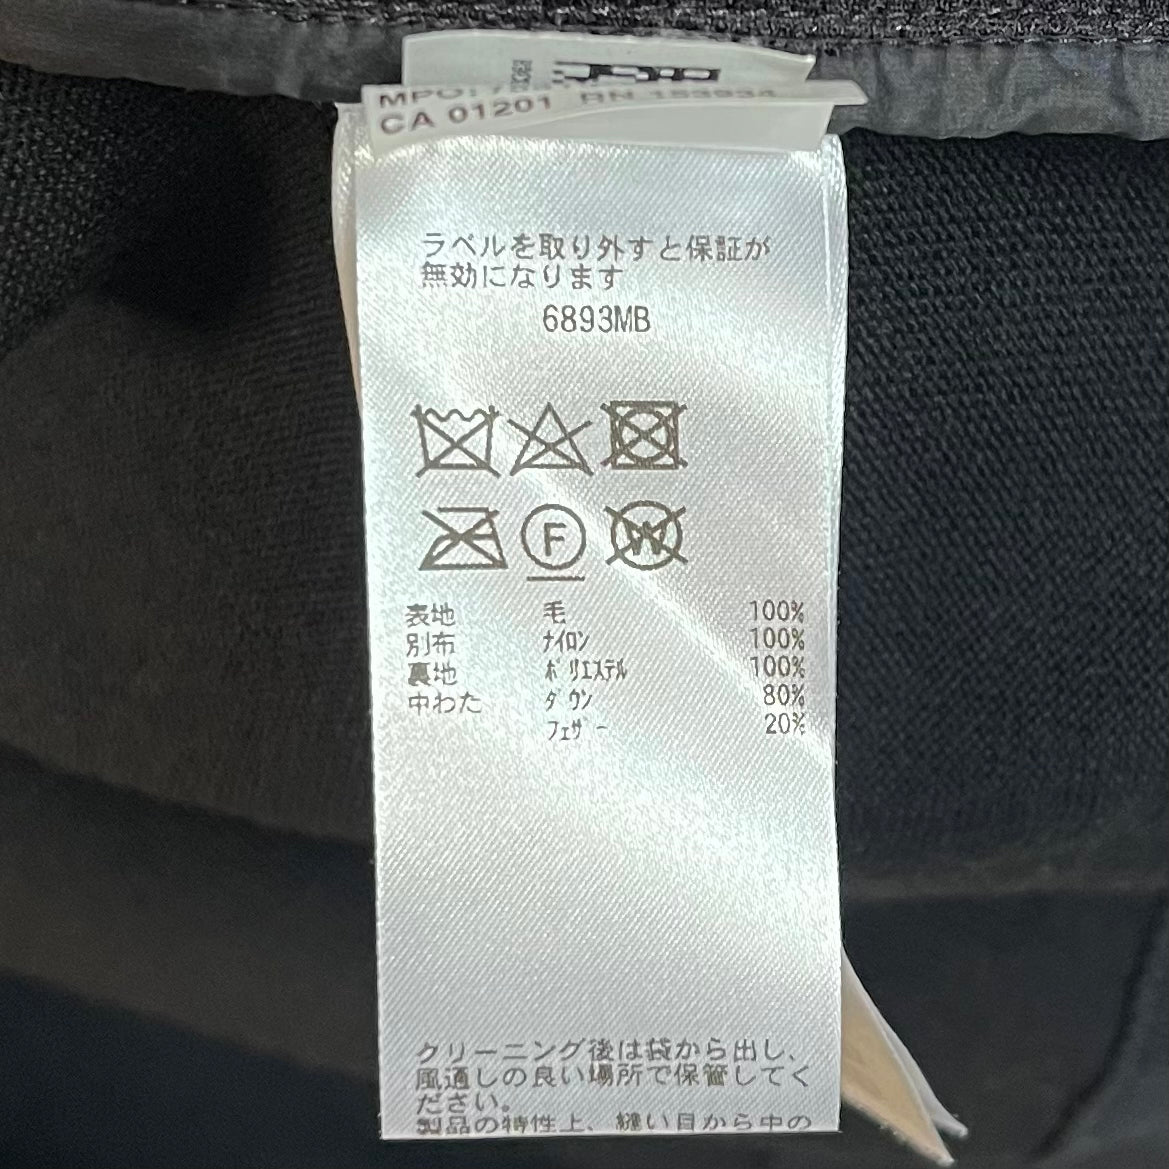 CA 01201 RN 153934
ラベルを取り外すと保証が
無効になります
6893MB
F
W
表地 毛 100%
別布 ナイロン 100%
裏地 ポリエステル 100%
中わた ダウン 80%
フェザー 20%
クリーニング後は袋から出し、
風通しの良い場所で保管してく
ださい。
製品の特性上、縫い目から中の